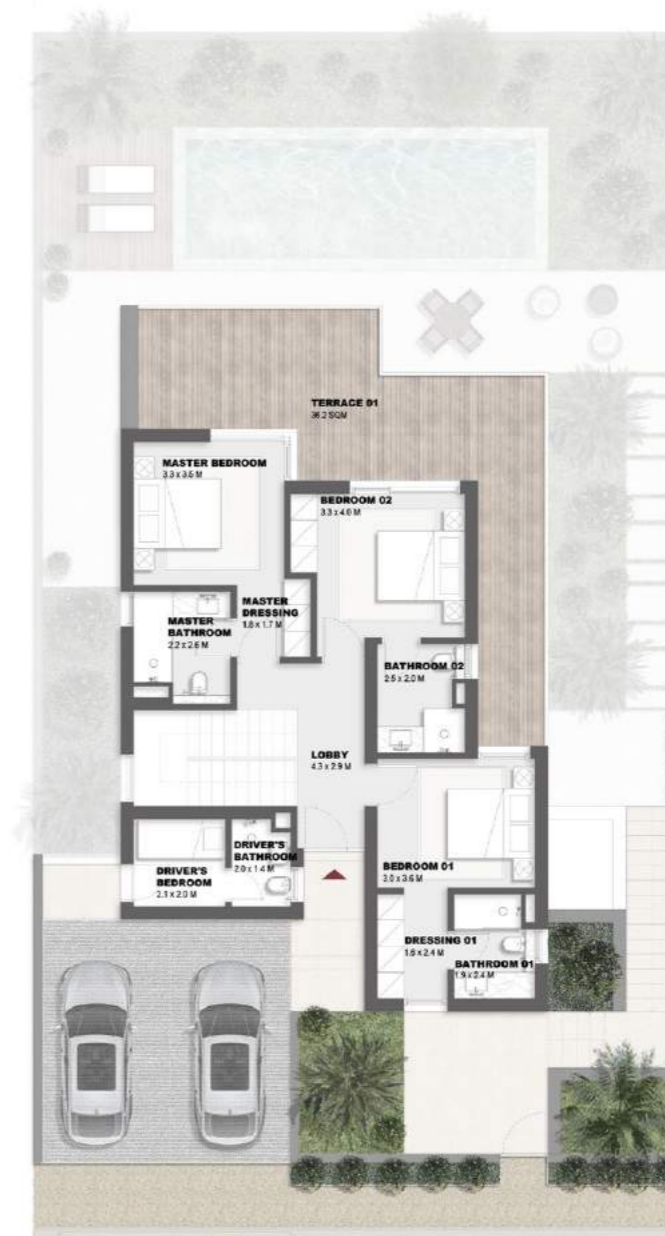 TERRACE 01
36.2 SQM
MASTER BEDROOM
3.3 x 3.5 M
BEDROOM 02
3.3 x 4.0 M
MASTER
DRESSING
1.8 x 1.7 M
MASTER
BATHROOM
2.2 x 2.6 M
BATHROOM 02
2.5 x 2.0 M
LOBBY
4.3 x 2.9 M
DRIVER'S
BATHROOM
2.0 x 1.4 M
DRIVER'S
BEDROOM
2.1 x 2.0 M
BEDROOM 01
3.0 x 3.6 M
DRESSING 01
1.6 x 2.4 M
BATHROOM 01
1.9 x 2.4 M